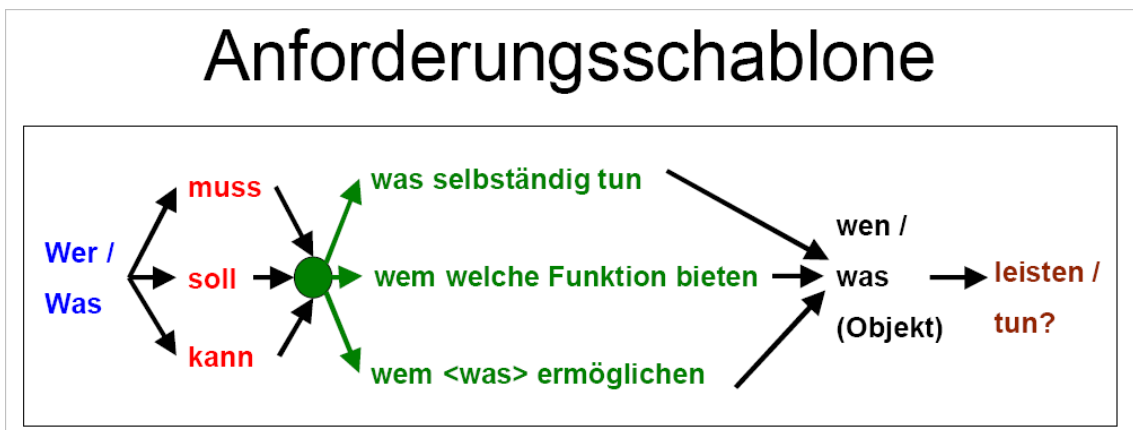 Anforderungsschablone
Wer /
Was
muss
soll
kann
was selbständig tun
wem welche Funktion bieten
wem <was> ermöglichen
wen /
was
(Objekt)
leisten /
tun?